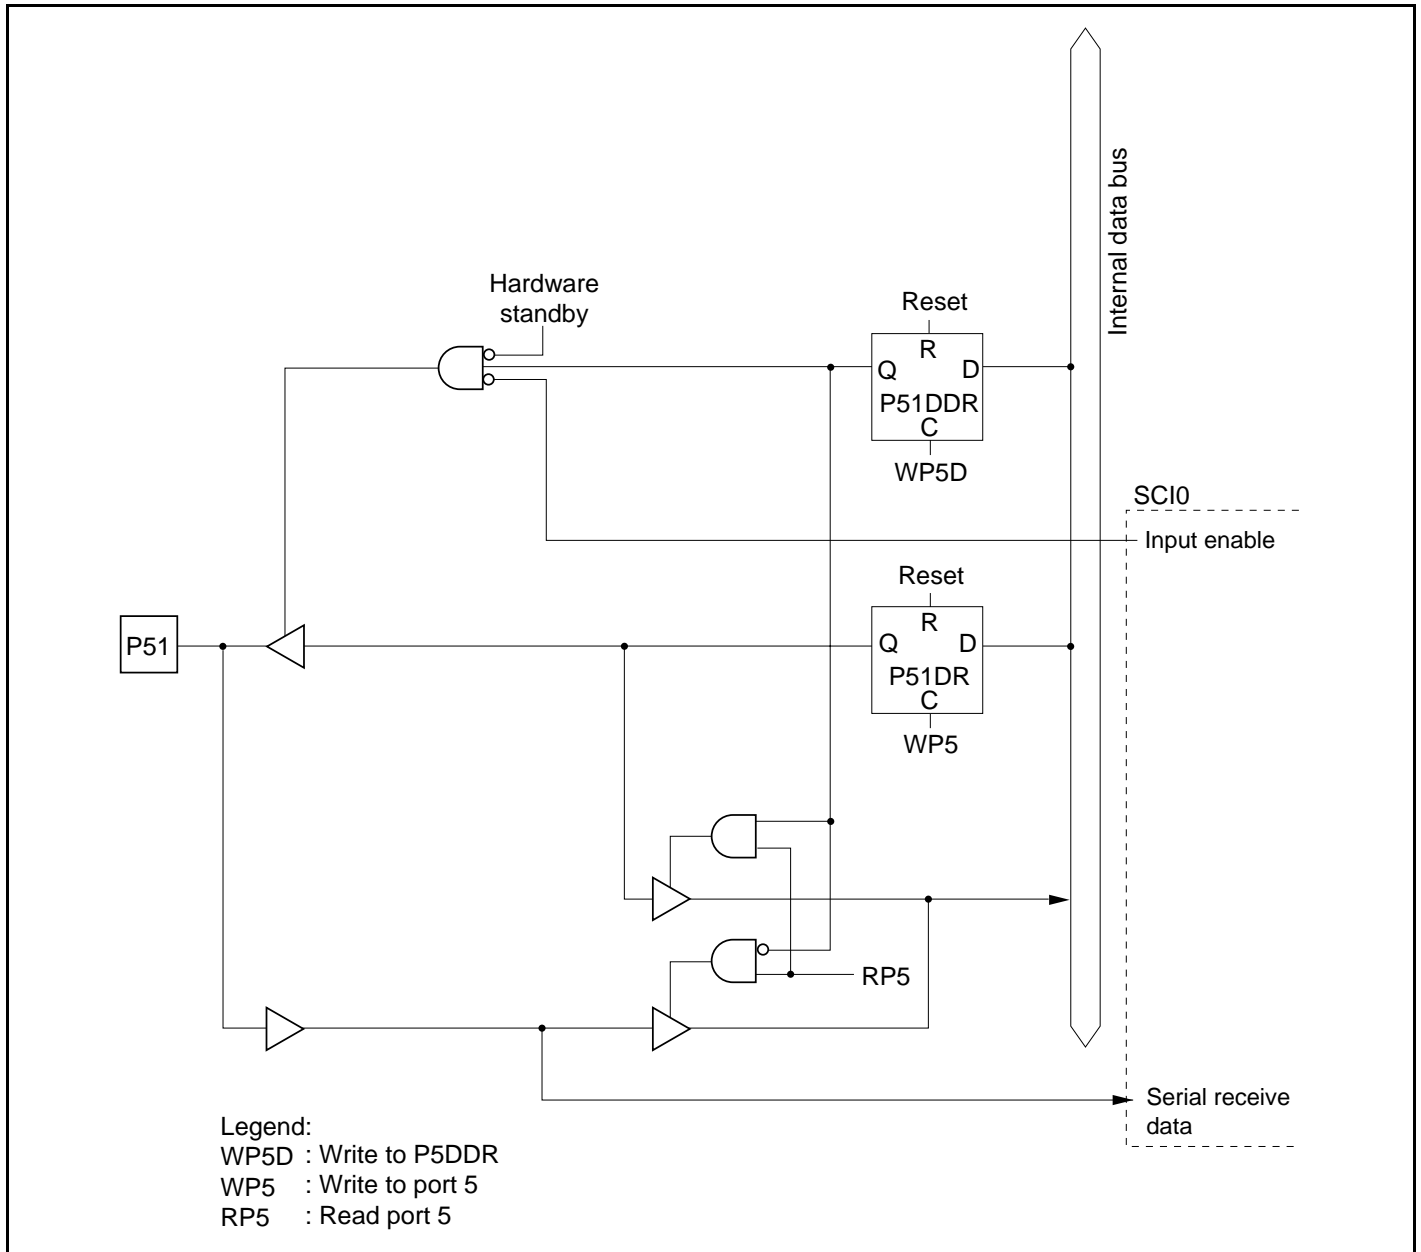 Internal data bus
Hardware
standby
Reset
R
Q D
P51DDR
C
WP5D
SCI0
Input enable
Reset
R
P51
Q D
P51DR
C
WP5
RP5
Serial receive
data
Legend:
WP5D : Write to P5DDR
WP5 : Write to port 5
RP5 : Read port 5